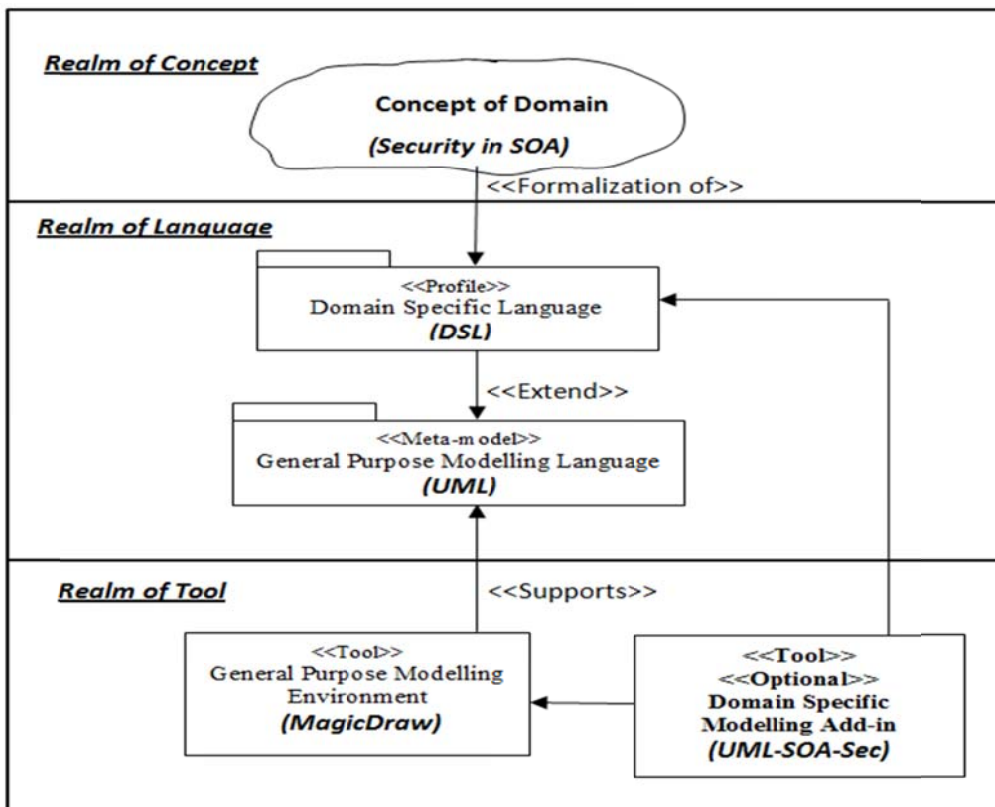 Realm of Concept
Concept of Domain
(Security in SOA)
<<Formalization of>>
Realm of Language
<<Profile>>
Domain Specific Language
(DSL)
<<Extend>>
<<Meta-model>>
General Purpose Modelling Language
(UML)
Realm of Tool
<<Supports>>
<<Tool>>
General Purpose Modelling
Environment
(MagicDraw)
<<Tool>>
<<Optional>>
Domain Specific
Modelling Add-in
(UML-SOA-Sec)